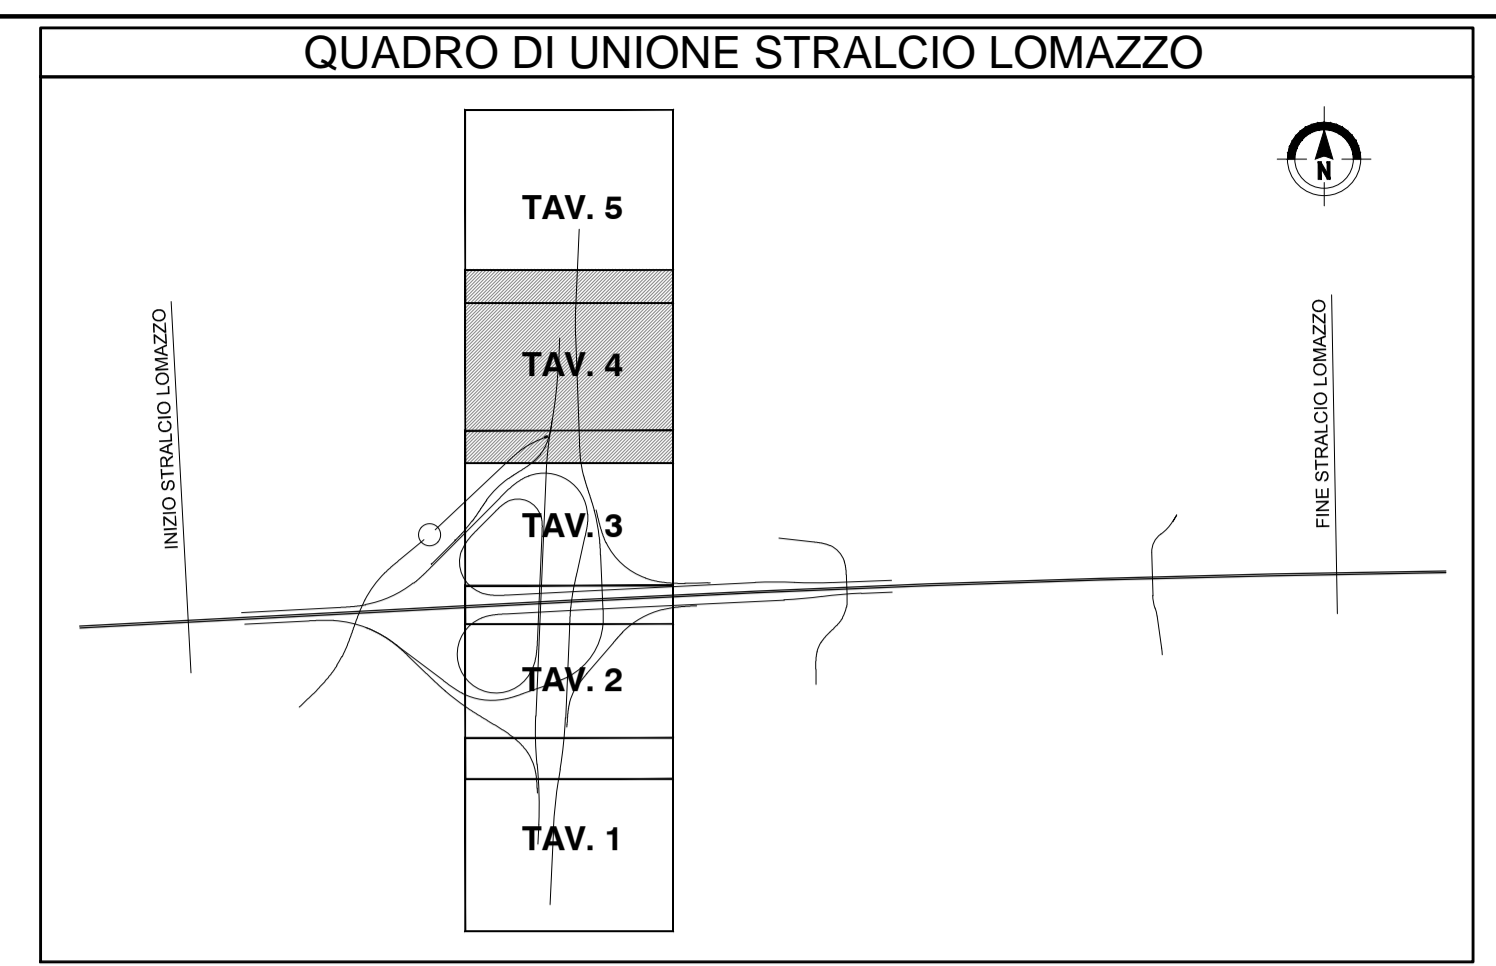 QUADRO DI UNIONE STRALCIO LOMAZZO
N
TAV. 5
INIZIO STRALCIO LOMAZZO
FINE STRALCIO LOMAZZO
TAV. 4
TAV. 3
TAV. 2
TAV. 1